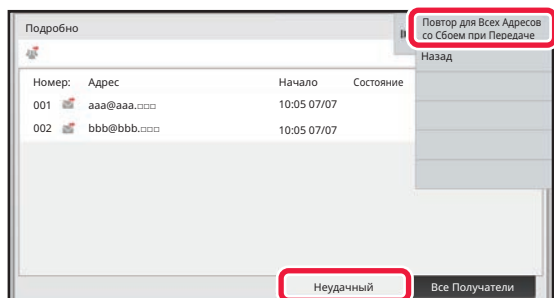 Подробно
Повтор для Всех Адресов
со Сбоем при Передаче
Назад
Номер: Адрес Начало Состояние
001 aaa@aaa.□□□ 10:05 07/07
002 bbb@bbb.□□□ 10:05 07/07
Неудачный Все Получатели